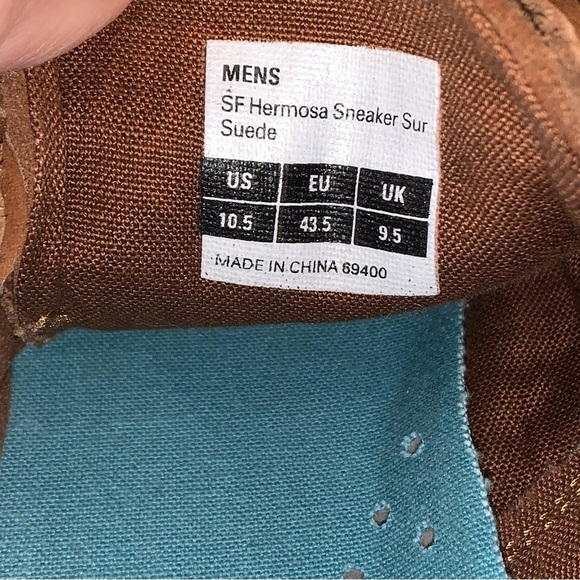 MENS
SF Hermosa Sneaker Sur
Suede
US EU UK
10.5 43.5 9.5
MADE IN CHINA 69400